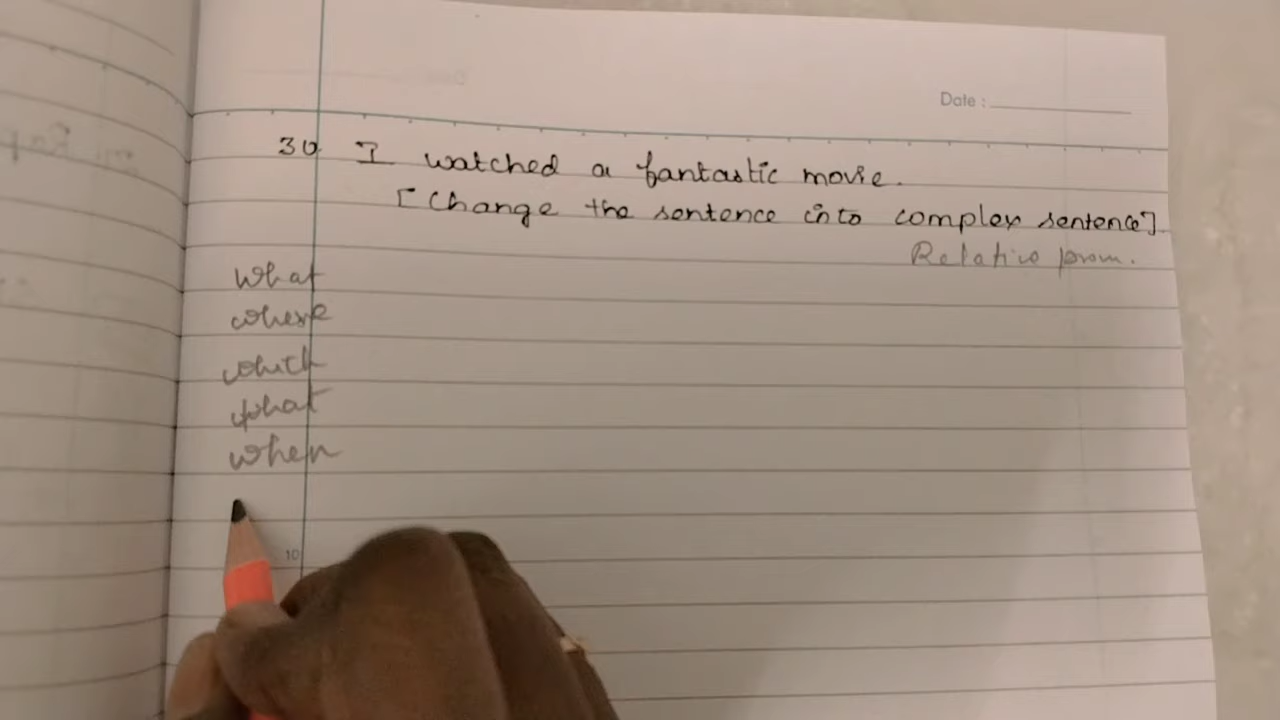 Date :
30. I watched a fantastic movie.
[Change the sentence into complex sentence].
Relative pron.
What
where
which
what
when
10